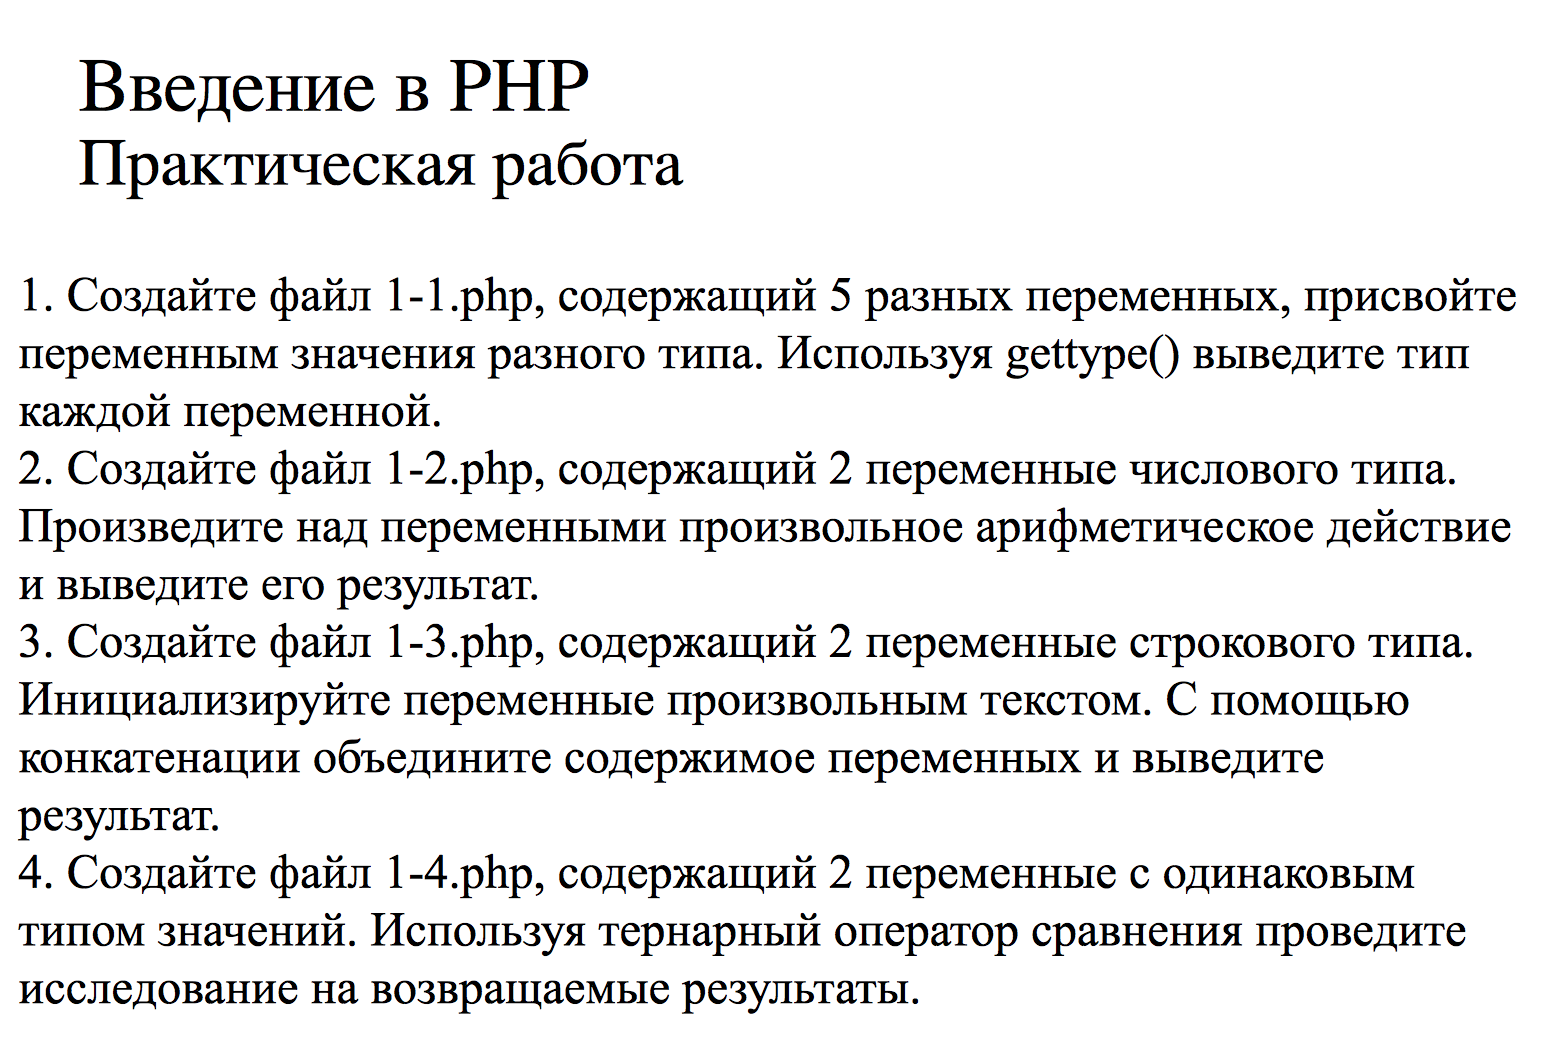 Введение в PHP
Практическая работа
1. Создайте файл 1-1.php, содержащий 5 разных переменных, присвойте
переменным значения разного типа. Используя gettype() выведите тип
каждой переменной.
2. Создайте файл 1-2.php, содержащий 2 переменные числового типа.
Произведите над переменными произвольное арифметическое действие
и выведите его результат.
3. Создайте файл 1-3.php, содержащий 2 переменные строкового типа.
Инициализируйте переменные произвольным текстом. С помощью
конкатенации объедините содержимое переменных и выведите
результат.
4. Создайте файл 1-4.php, содержащий 2 переменные с одинаковым
типом значений. Используя тернарный оператор сравнения проведите
исследование на возвращаемые результаты.